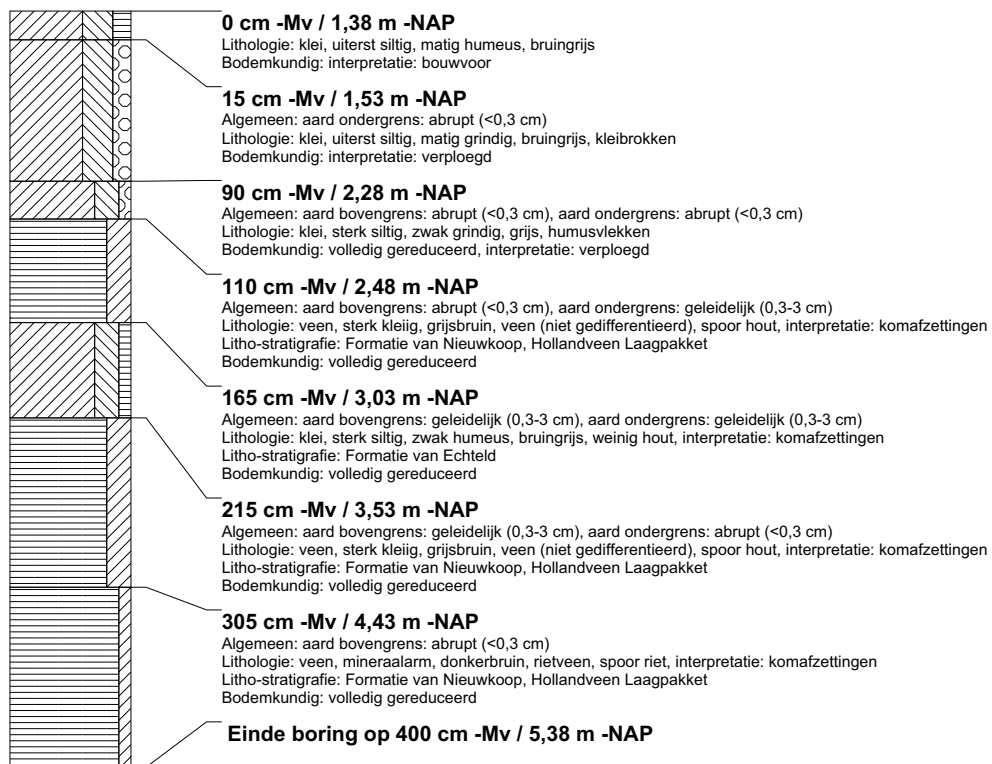 0 cm -Mv / 1,38 m -NAP
Lithologie: klei, uiterst siltig, matig humeus, bruingrijs
Bodemkundig: interpretatie: bouwvoor
15 cm -Mv / 1,53 m -NAP
Algemeen: aard ondergrens: abrupt (<0,3 cm)
Lithologie: klei, uiterst siltig, matig grindig, bruingrijs, kleibrokken
Bodemkundig: interpretatie: verploegd
90 cm -Mv / 2,28 m -NAP
Algemeen: aard bovengrens: abrupt (<0,3 cm), aard ondergrens: abrupt (<0,3 cm)
Lithologie: klei, sterk siltig, zwak grindig, grijs, humusvlekken
Bodemkundig: volledig gereduceerd, interpretatie: verploegd
110 cm -Mv / 2,48 m -NAP
Algemeen: aard bovengrens: abrupt (<0,3 cm), aard ondergrens: geleidelijk (0,3-3 cm)
Lithologie: veen, sterk kleiig, grijsbruin, veen (niet gedifferentieerd), spoor hout, interpretatie: komafzettingen
Litho-stratigrafie: Formatie van Nieuwkoop, Hollandveen Laagpakket
Bodemkundig: volledig gereduceerd
165 cm -Mv / 3,03 m -NAP
Algemeen: aard bovengrens: geleidelijk (0,3-3 cm), aard ondergrens: geleidelijk (0,3-3 cm)
Lithologie: klei, sterk siltig, zwak humeus, bruingrijs, weinig hout, interpretatie: komafzettingen
Litho-stratigrafie: Formatie van Echteld
Bodemkundig: volledig gereduceerd
215 cm -Mv / 3,53 m -NAP
Algemeen: aard bovengrens: geleidelijk (0,3-3 cm), aard ondergrens: abrupt (<0,3 cm)
Lithologie: veen, sterk kleiig, grijsbruin, veen (niet gedifferentieerd), spoor hout, interpretatie: komafzettingen
Litho-stratigrafie: Formatie van Nieuwkoop, Hollandveen Laagpakket
Bodemkundig: volledig gereduceerd
305 cm -Mv / 4,43 m -NAP
Algemeen: aard bovengrens: abrupt (<0,3 cm)
Lithologie: veen, mineraalarm, donkerbruin, rietveen, spoor riet, interpretatie: komafzettingen
Litho-stratigrafie: Formatie van Nieuwkoop, Hollandveen Laagpakket
Bodemkundig: volledig gereduceerd
Einde boring op 400 cm -Mv / 5,38 m -NAP